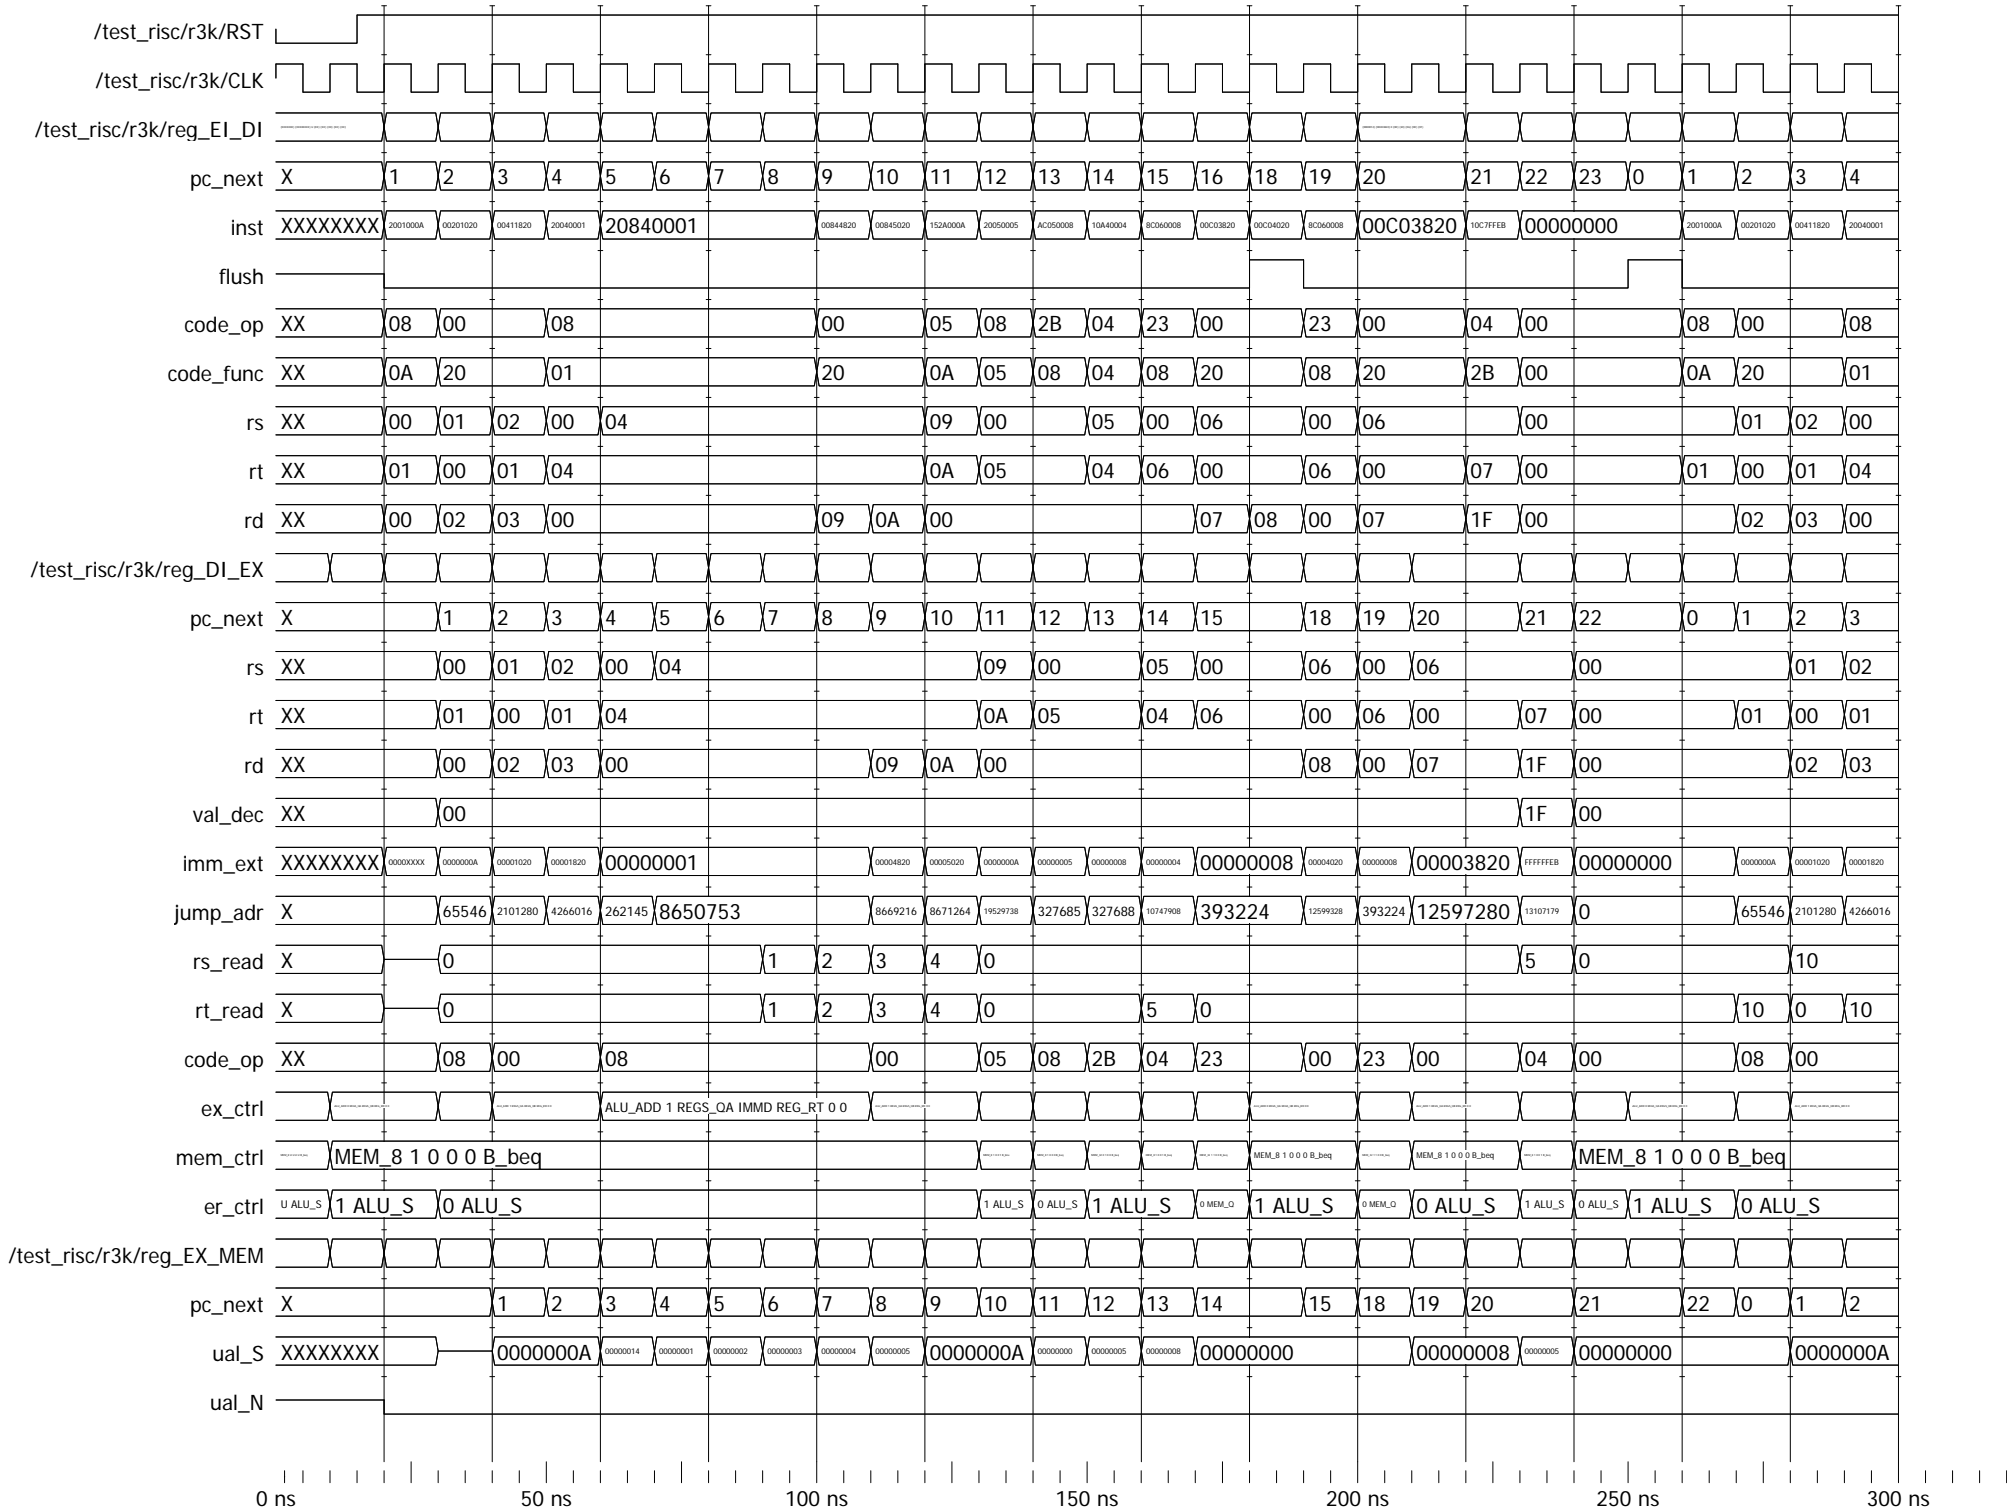 /test_risc/r3k/RST
/test_risc/r3k/CLK
/test_risc/r3k/reg_EI_DI
pc_next X 1 2 3 4 5 6 7 8 9 10 11 12 13 14 15 16 18 19 20 21 22 23 0 1 2 3 4
inst XXXXXXXX 2001000A 00201020 00411820 20040001 20840001 00844820 00845020 152A000A 20050005 AC050008 10A40004 8C060008 00C03820 00C04020 8C060008 00C03820 10C7FFEB 00000000 2001000A 00201020 00411820 20040001
flush
code_op XX 08 00 08 00 05 08 2B 04 23 00 23 00 04 00 08 00 08
code_func XX 0A 20 01 20 0A 05 08 04 08 20 08 20 2B 00 0A 20 01
rs XX 00 01 02 00 04 09 00 05 00 06 00 06 00 01 02 00
rt XX 01 00 01 04 0A 05 04 06 00 06 00 07 00 01 00 01 04
rd XX 00 02 03 00 09 0A 00 07 08 00 07 1F 00 02 03 00
/test_risc/r3k/reg_DI_EX
pc_next X 1 2 3 4 5 6 7 8 9 10 11 12 13 14 15 18 19 20 21 22 0 1 2 3
rs XX 00 01 02 00 04 09 00 05 00 06 00 06 00 01 02
rt XX 01 00 01 04 0A 05 04 06 00 06 00 07 00 01 00 01
rd XX 00 02 03 00 09 0A 00 08 00 07 1F 00 02 03
val_dec XX 00 1F 00
imm_ext XXXXXXXX 0000XXXX 0000000A 00001020 00001820 00000001 00004820 00005020 0000000A 00000005 00000008 00000004 00000008 00004020 00000008 00003820 FFFFFFEB 00000000 0000000A 00001020 00001820
jump_adr X 65546 2101280 4266016 262145 8650753 8669216 8671264 19529738 327685 327688 10747908 393224 12599328 393224 12597280 13107179 0 65546 2101280 4266016
rs_read X 0 1 2 3 4 0 5 0 10
rt_read X 0 1 2 3 4 0 5 0 10 0 10
code_op XX 08 00 08 00 05 08 2B 04 23 00 23 00 04 00 08 00
ex_ctrl ALU_ADD 1 REGS_QA IMMD REG_RT 0 0
mem_ctrl MEM_8 1 0 0 0 B_beq MEM_8 1 0 0 0 B_beq MEM_8 1 0 0 0 B_beq MEM_8 1 0 0 0 B_beq
er_ctrl U ALU_S 1 ALU_S 0 ALU_S 1 ALU_S 0 ALU_S 1 ALU_S 0 MEM_Q 1 ALU_S 0 MEM_Q 0 ALU_S 1 ALU_S 0 ALU_S 1 ALU_S 0 ALU_S
/test_risc/r3k/reg_EX_MEM
pc_next X 1 2 3 4 5 6 7 8 9 10 11 12 13 14 15 18 19 20 21 22 0 1 2
ual_S XXXXXXXX 0000000A 00000014 00000001 00000002 00000003 00000004 00000005 0000000A 00000000 00000005 00000008 00000000 00000008 00000005 00000000 0000000A
ual_N
0 ns 50 ns 100 ns 150 ns 200 ns 250 ns 300 ns